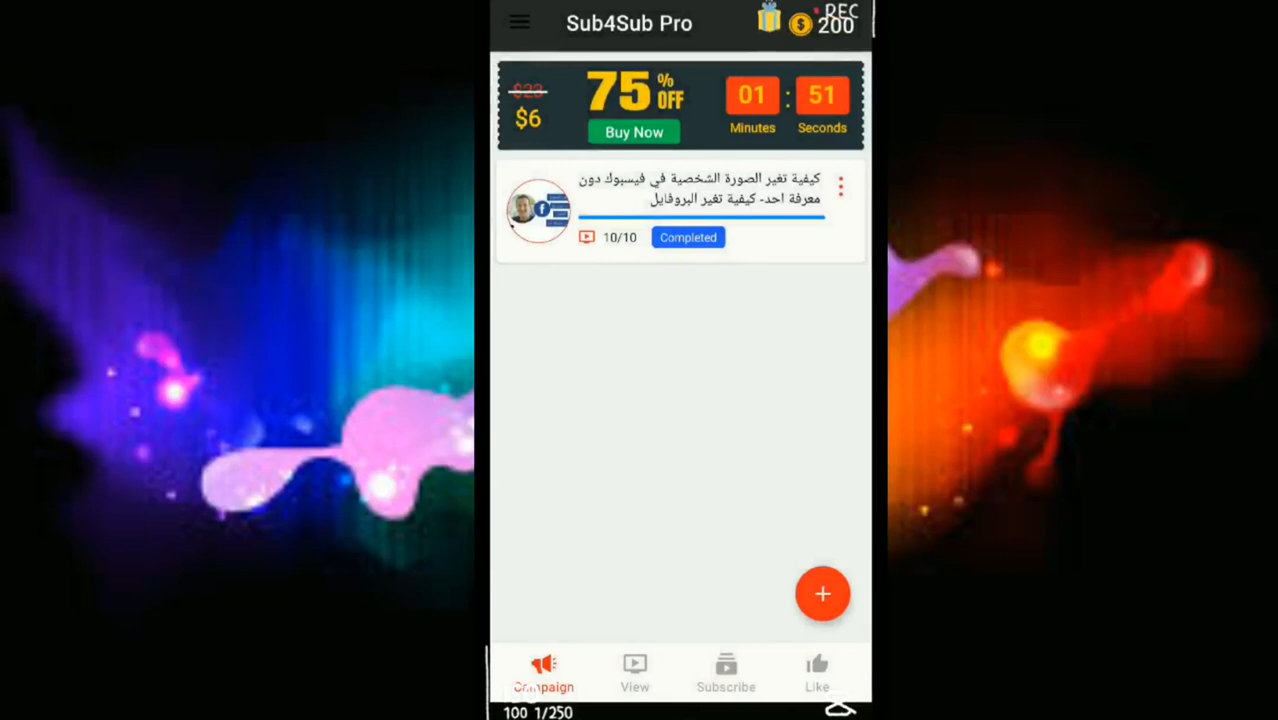 Sub4Sub Pro
REC
200
$23
$6
75 % OFF
Buy Now
01 : 51
Minutes Seconds
كيفية تغير الصورة الشخصية في فيسبوك دون
معرفة احد- كيفية تغير البروفايل
10/10 Completed
Campaign View Subscribe Like
100 1/250